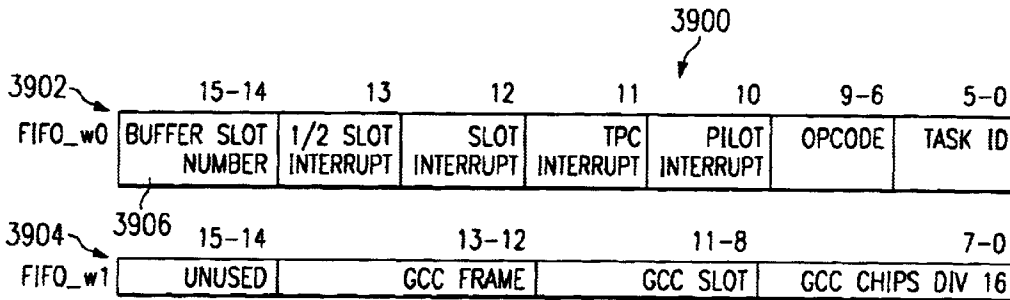 3900
3902
15-14 13 12 11 10 9-6 5-0
FIFO_w0 BUFFER SLOT 1/2 SLOT SLOT TPC PILOT OPCODE TASK ID
NUMBER INTERRUPT INTERRUPT INTERRUPT INTERRUPT
3906
3904
15-14 13-12 11-8 7-0
FIFO_w1 UNUSED GCC FRAME GCC SLOT GCC CHIPS DIV 16